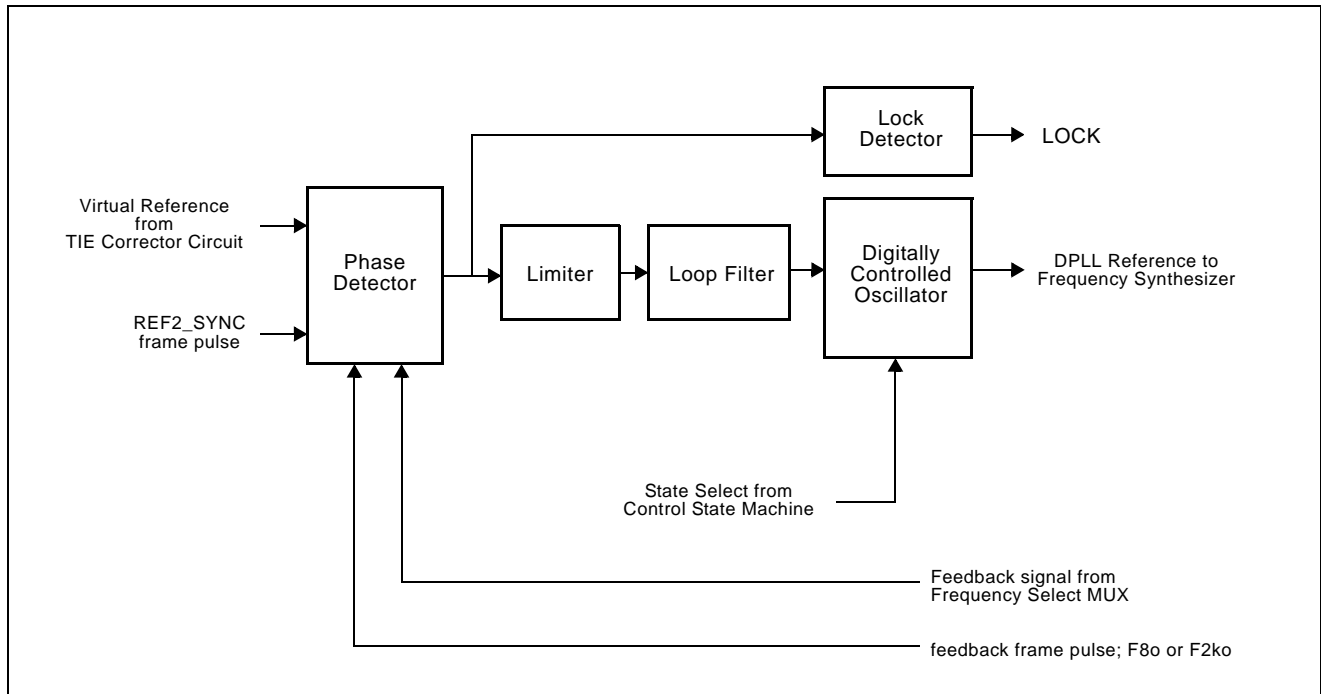 Lock
Detector
LOCK
Virtual Reference
from
TIE Corrector Circuit
Phase
Detector
Limiter
Loop Filter
Digitally
Controlled
Oscillator
DPLL Reference to
Frequency Synthesizer
REF2_SYNC
frame pulse
State Select from
Control State Machine
Feedback signal from
Frequency Select MUX
feedback frame pulse; F8o or F2ko